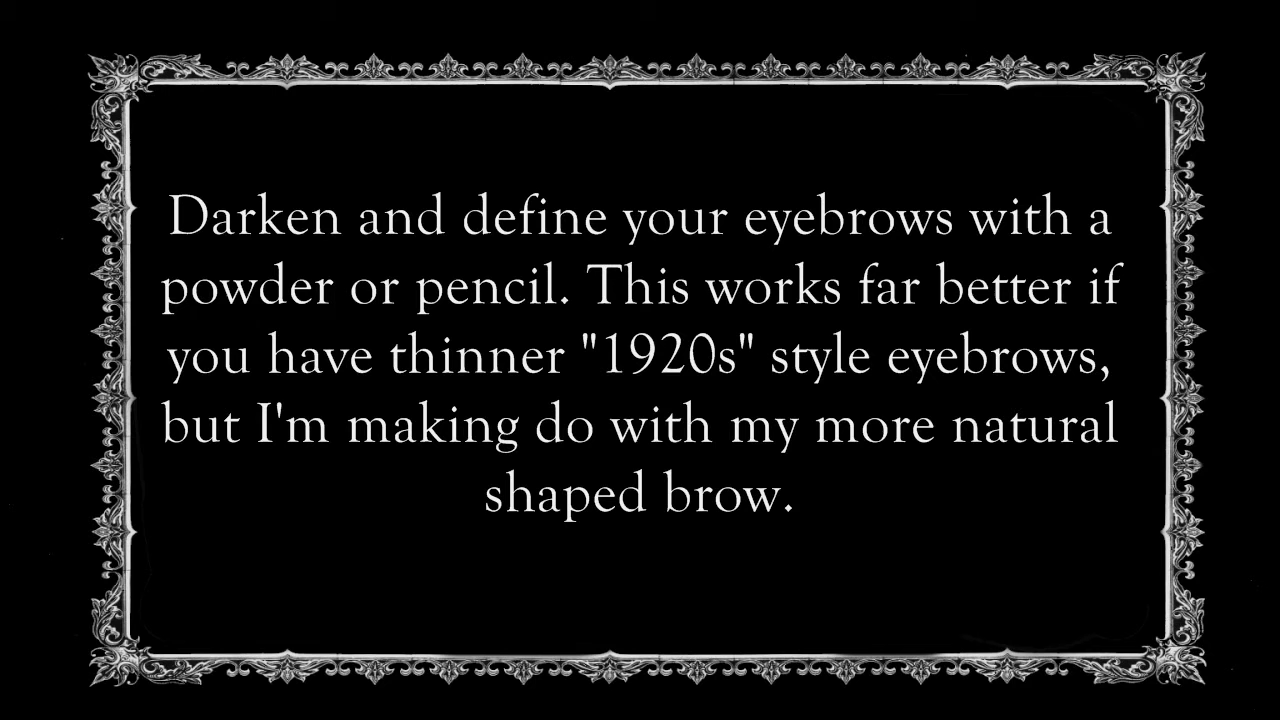 Darken and define your eyebrows with a
powder or pencil. This works far better if
you have thinner "1920s" style eyebrows,
but I'm making do with my more natural
shaped brow.